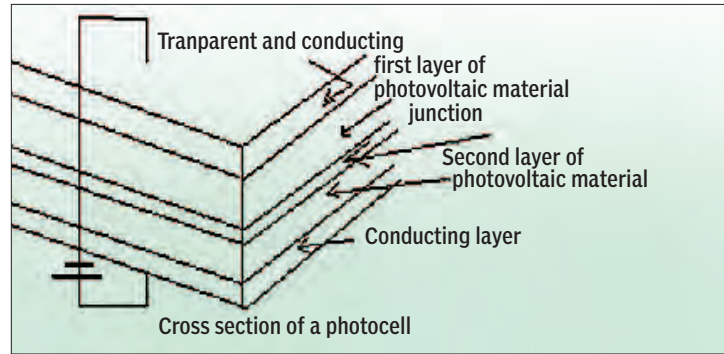 Tranparent and conducting
first layer of
photovoltaic material
junction
Second layer of
photovoltaic material
Conducting layer
Cross section of a photocell